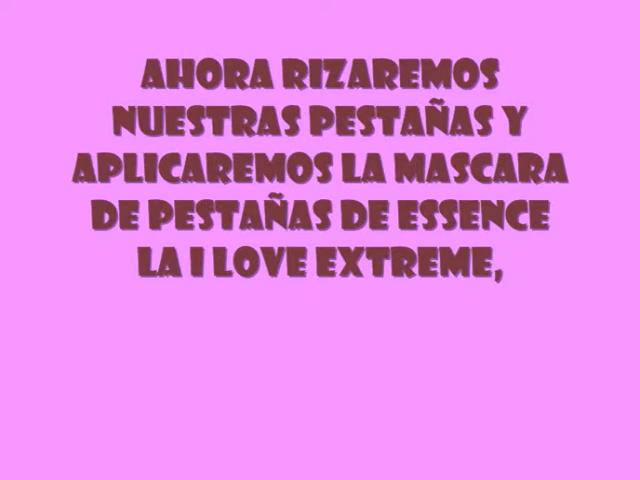 AHORA RIZAREMOS
NUESTRAS PESTAÑAS Y
APLICAREMOS LA MASCARA
DE PESTAÑAS DE ESSENCE
LA I LOVE EXTREME,